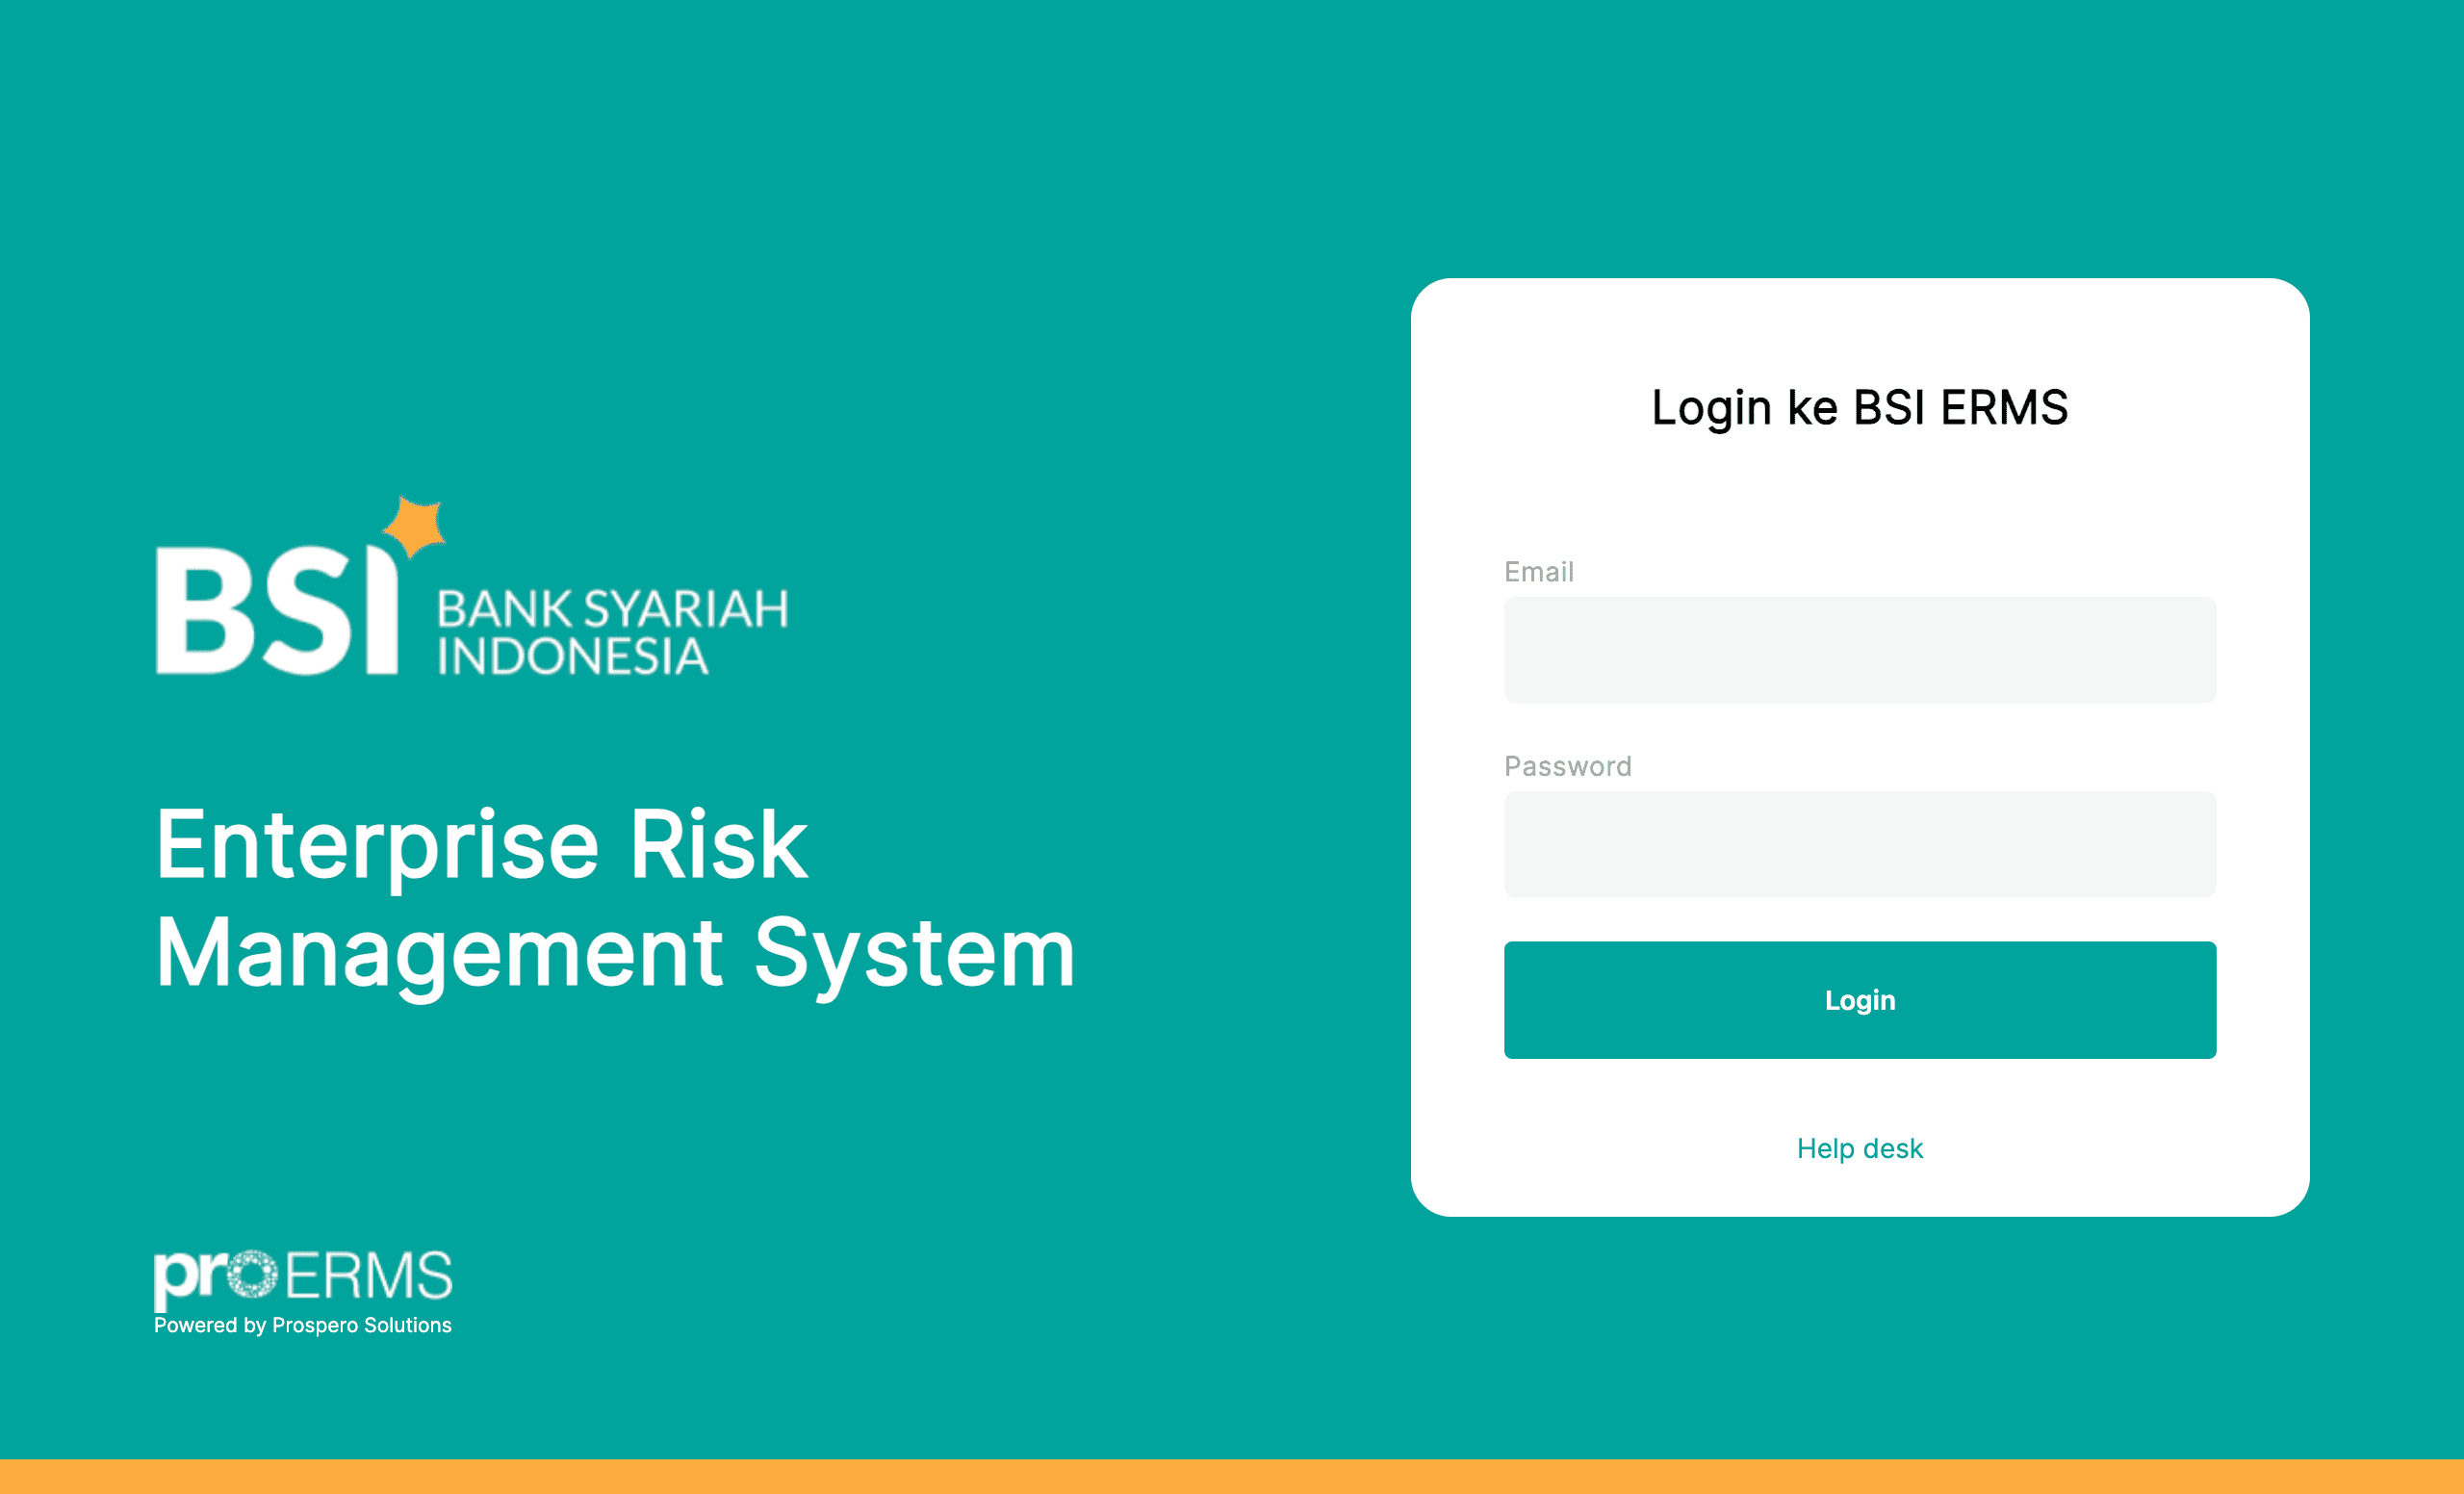 BSI BANK SYARIAH
INDONESIA
Enterprise Risk
Management System
proERMS
Powered by Prospero Solutions
Login ke BSI ERMS
Email
Password
Login
Help desk